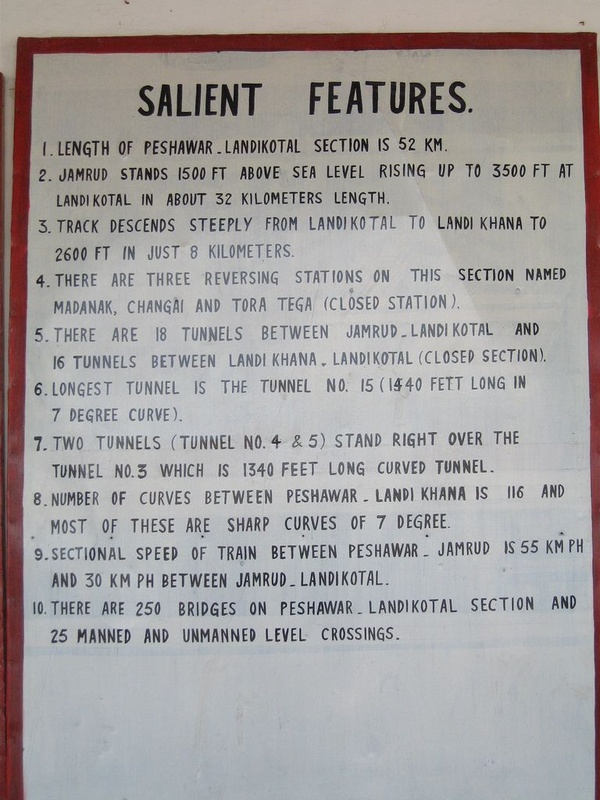 SALIENT FEATURES.
1. LENGTH OF PESHAWAR_LANDIKOTAL SECTION IS 52 KM.
2. JAMRUD STANDS 1500 FT ABOVE SEA LEVEL RISING UP TO 3500 FT AT
LANDIKOTAL IN ABOUT 32 KILOMETERS LENGTH.
3. TRACK DESCENDS STEEPLY FROM LANDIKOTAL TO LANDI KHANA TO
2600 FT IN JUST 8 KILOMETERS.
4. THERE ARE THREE REVERSING STATIONS ON THIS SECTION NAMED
MADANAK, CHANGAI AND TORA TEGA (CLOSED STATION).
5. THERE ARE 18 TUNNELS BETWEEN JAMRUD_LANDIKOTAL AND
16 TUNNELS BETWEEN LANDI KHANA_LANDIKOTAL (CLOSED SECTION).
6. LONGEST TUNNEL IS THE TUNNEL NO. 15 (1440 FETT LONG IN
7 DEGREE CURVE).
7. TWO TUNNELS (TUNNEL NO. 4 & 5) STAND RIGHT OVER THE
TUNNEL NO.3 WHICH IS 1340 FEET LONG CURVED TUNNEL.
8. NUMBER OF CURVES BETWEEN PESHAWAR_LANDI KHANA IS 116 AND
MOST OF THESE ARE SHARP CURVES OF 7 DEGREE.
9. SECTIONAL SPEED OF TRAIN BETWEEN PESHAWAR_JAMRUD IS 55 KM PH
AND 30 KM PH BETWEEN JAMRUD_LANDIKOTAL.
10. THERE ARE 250 BRIDGES ON PESHAWAR_LANDIKOTAL SECTION AND
25 MANNED AND UNMANNED LEVEL CROSSINGS.